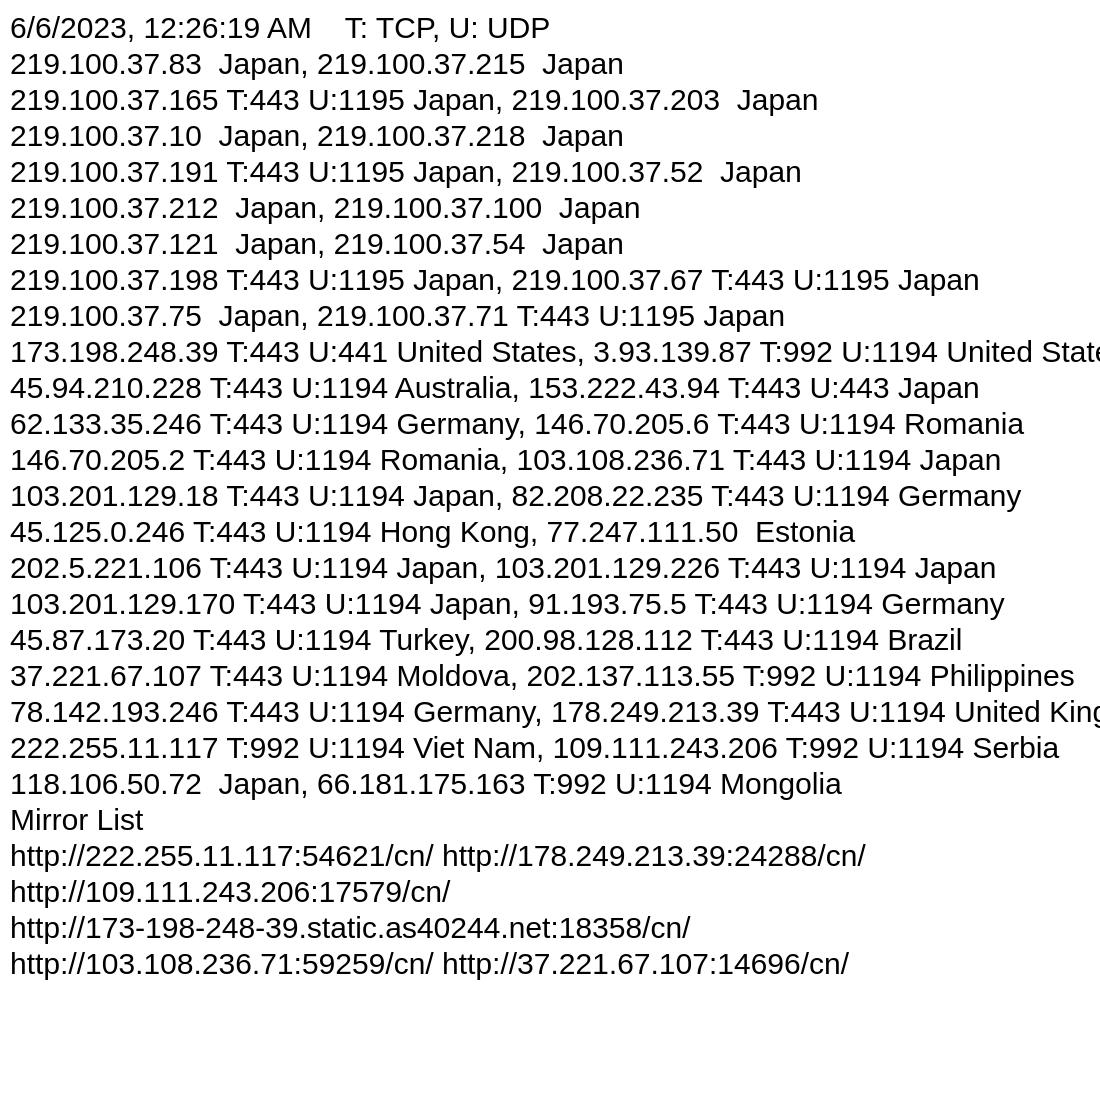 6/6/2023, 12:26:19 AM    T: TCP, U: UDP
219.100.37.83  Japan, 219.100.37.215  Japan
219.100.37.165 T:443 U:1195 Japan, 219.100.37.203  Japan
219.100.37.10  Japan, 219.100.37.218  Japan
219.100.37.191 T:443 U:1195 Japan, 219.100.37.52  Japan
219.100.37.212  Japan, 219.100.37.100  Japan
219.100.37.121  Japan, 219.100.37.54  Japan
219.100.37.198 T:443 U:1195 Japan, 219.100.37.67 T:443 U:1195 Japan
219.100.37.75  Japan, 219.100.37.71 T:443 U:1195 Japan
173.198.248.39 T:443 U:441 United States, 3.93.139.87 T:992 U:1194 United State
45.94.210.228 T:443 U:1194 Australia, 153.222.43.94 T:443 U:443 Japan
62.133.35.246 T:443 U:1194 Germany, 146.70.205.6 T:443 U:1194 Romania
146.70.205.2 T:443 U:1194 Romania, 103.108.236.71 T:443 U:1194 Japan
103.201.129.18 T:443 U:1194 Japan, 82.208.22.235 T:443 U:1194 Germany
45.125.0.246 T:443 U:1194 Hong Kong, 77.247.111.50  Estonia
202.5.221.106 T:443 U:1194 Japan, 103.201.129.226 T:443 U:1194 Japan
103.201.129.170 T:443 U:1194 Japan, 91.193.75.5 T:443 U:1194 Germany
45.87.173.20 T:443 U:1194 Turkey, 200.98.128.112 T:443 U:1194 Brazil
37.221.67.107 T:443 U:1194 Moldova, 202.137.113.55 T:992 U:1194 Philippines
78.142.193.246 T:443 U:1194 Germany, 178.249.213.39 T:443 U:1194 United King
222.255.11.117 T:992 U:1194 Viet Nam, 109.111.243.206 T:992 U:1194 Serbia
118.106.50.72  Japan, 66.181.175.163 T:992 U:1194 Mongolia
Mirror List
http://222.255.11.117:54621/cn/ http://178.249.213.39:24288/cn/
http://109.111.243.206:17579/cn/
http://173-198-248-39.static.as40244.net:18358/cn/
http://103.108.236.71:59259/cn/ http://37.221.67.107:14696/cn/